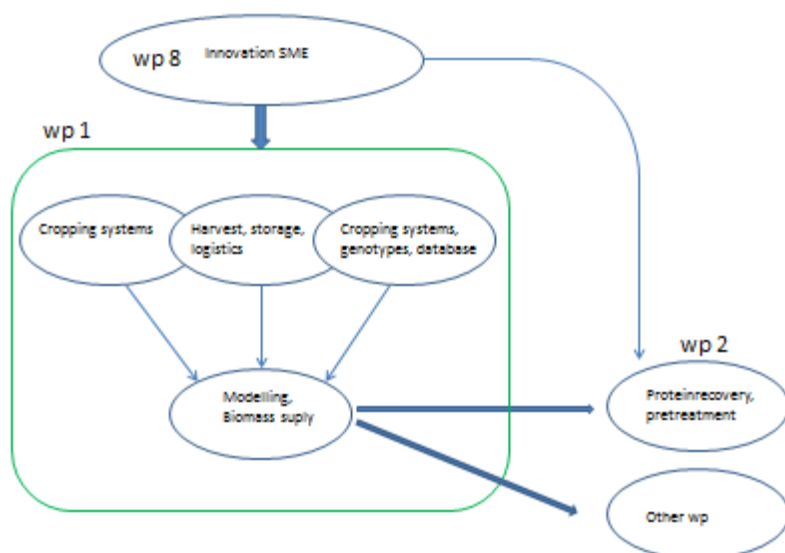 wp 8 Innovation SME
wp 1
Cropping systems
Harvest, storage,
logistics
Cropping systems,
genotypes, database
Modelling,
Biomass suply
wp 2
Proteinrecovery,
pretreatment
Other wp